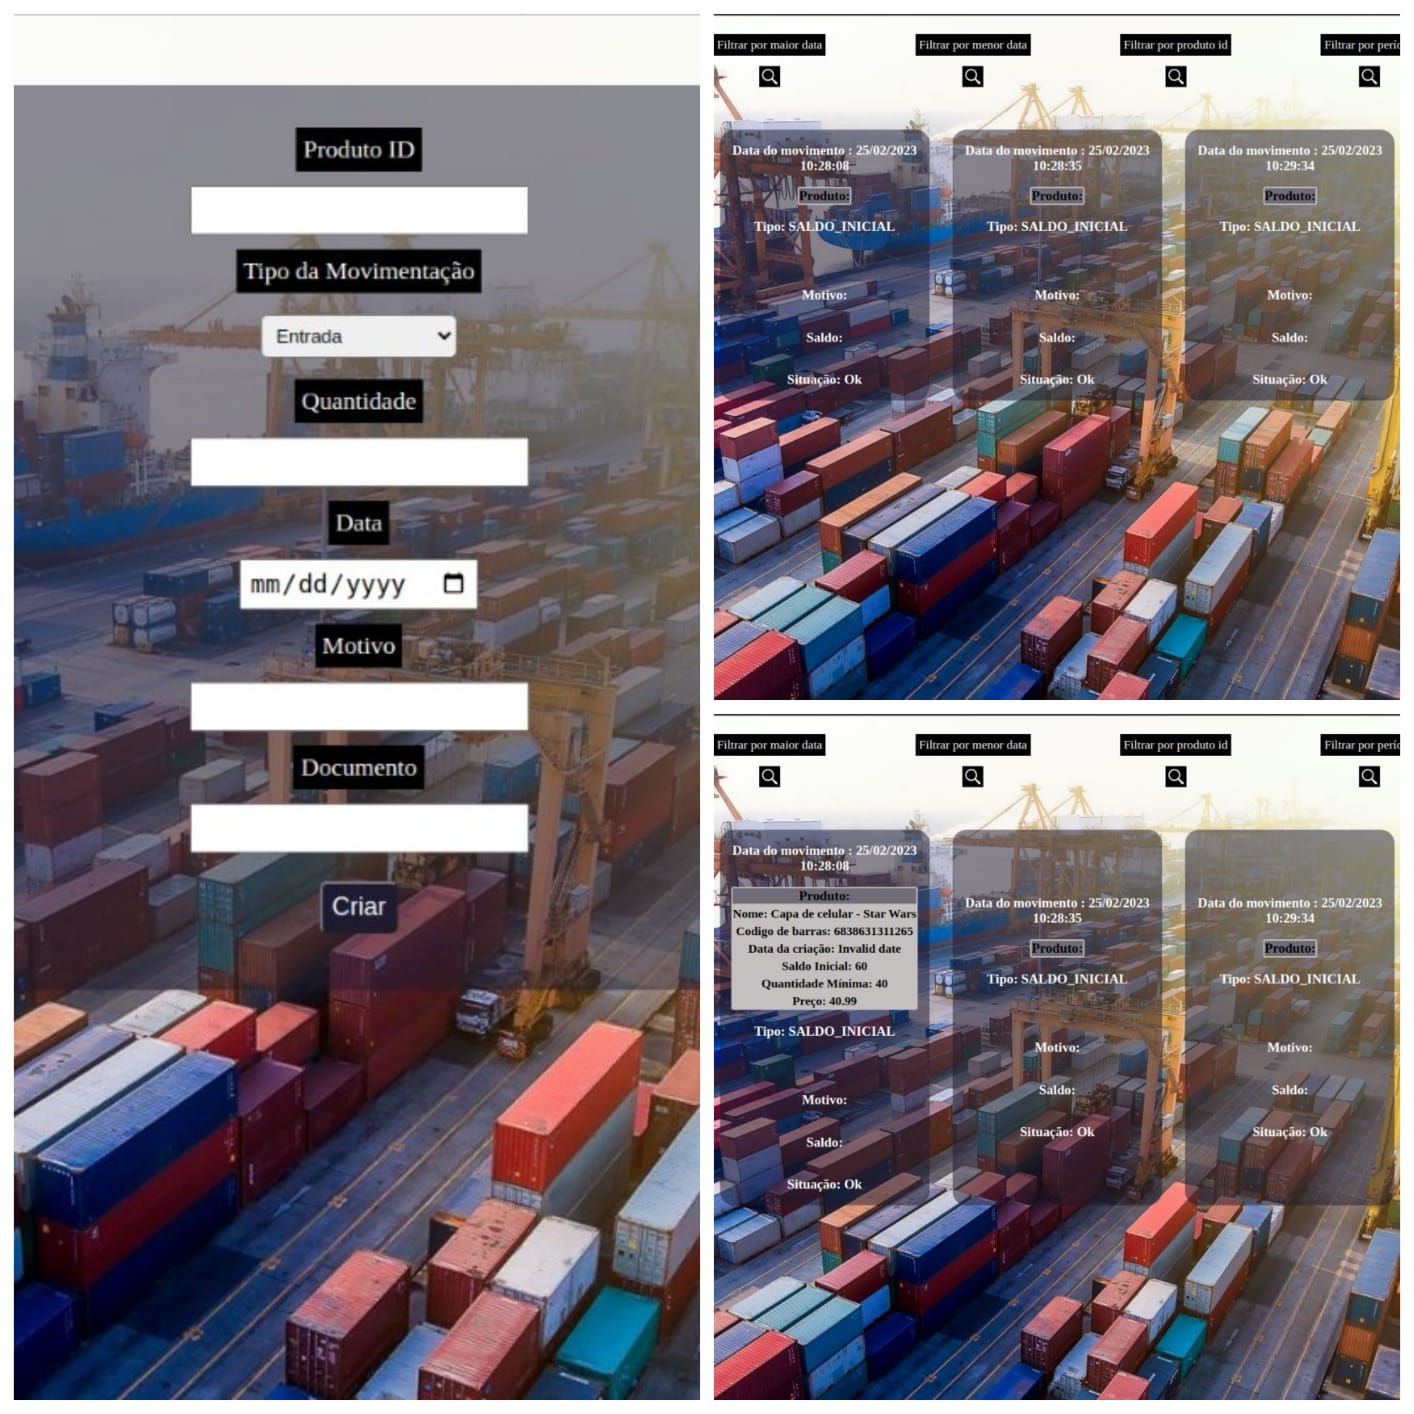 Produto ID
Tipo da Movimentação
Entrada
Quantidade
Data
mm/dd/yyyy
Motivo
Documento
Criar
Filtrar por maior data
Filtrar por menor data
Filtrar por produto id
Filtrar por perío
Data do movimento : 25/02/2023
10:28:08
Produto:
Tipo: SALDO_INICIAL
Motivo:
Saldo:
Situação: Ok
Data do movimento : 25/02/2023
10:28:35
Produto:
Tipo: SALDO_INICIAL
Motivo:
Saldo:
Situação: Ok
Data do movimento : 25/02/2023
10:29:34
Produto:
Tipo: SALDO_INICIAL
Motivo:
Saldo:
Situação: Ok
Filtrar por maior data
Filtrar por menor data
Filtrar por produto id
Filtrar por perío
Data do movimento : 25/02/2023
10:28:08
Produto:
Nome: Capa de celular - Star Wars
Codigo de barras: 6838631311265
Data da criação: Invalid date
Saldo Inicial: 60
Quantidade Mínima: 40
Preço: 40.99
Tipo: SALDO_INICIAL
Motivo:
Saldo:
Situação: Ok
Data do movimento : 25/02/2023
10:28:35
Produto:
Tipo: SALDO_INICIAL
Motivo:
Saldo:
Situação: Ok
Data do movimento : 25/02/2023
10:29:34
Produto:
Tipo: SALDO_INICIAL
Motivo:
Saldo:
Situação: Ok